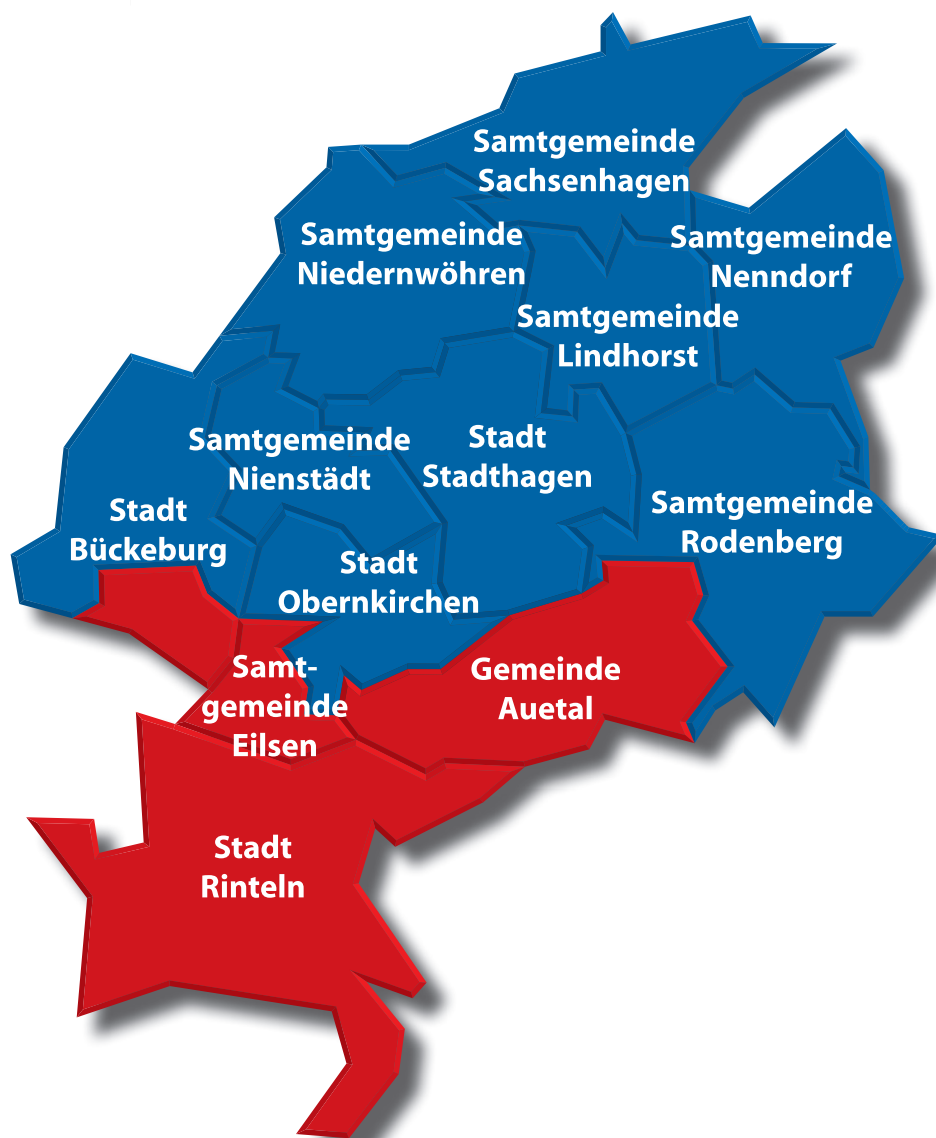 Samtgemeinde
Sachsenhagen
Samtgemeinde
Niedernwöhren
Samtgemeinde
Nenndorf
Samtgemeinde
Lindhorst
Samtgemeinde
Nienstädt
Stadt
Stadthagen
Stadt
Bückeburg
Samtgemeinde
Rodenberg
Stadt
Obernkirchen
Samt-
gemeinde
Eilsen
Gemeinde
Auetal
Stadt
Rinteln